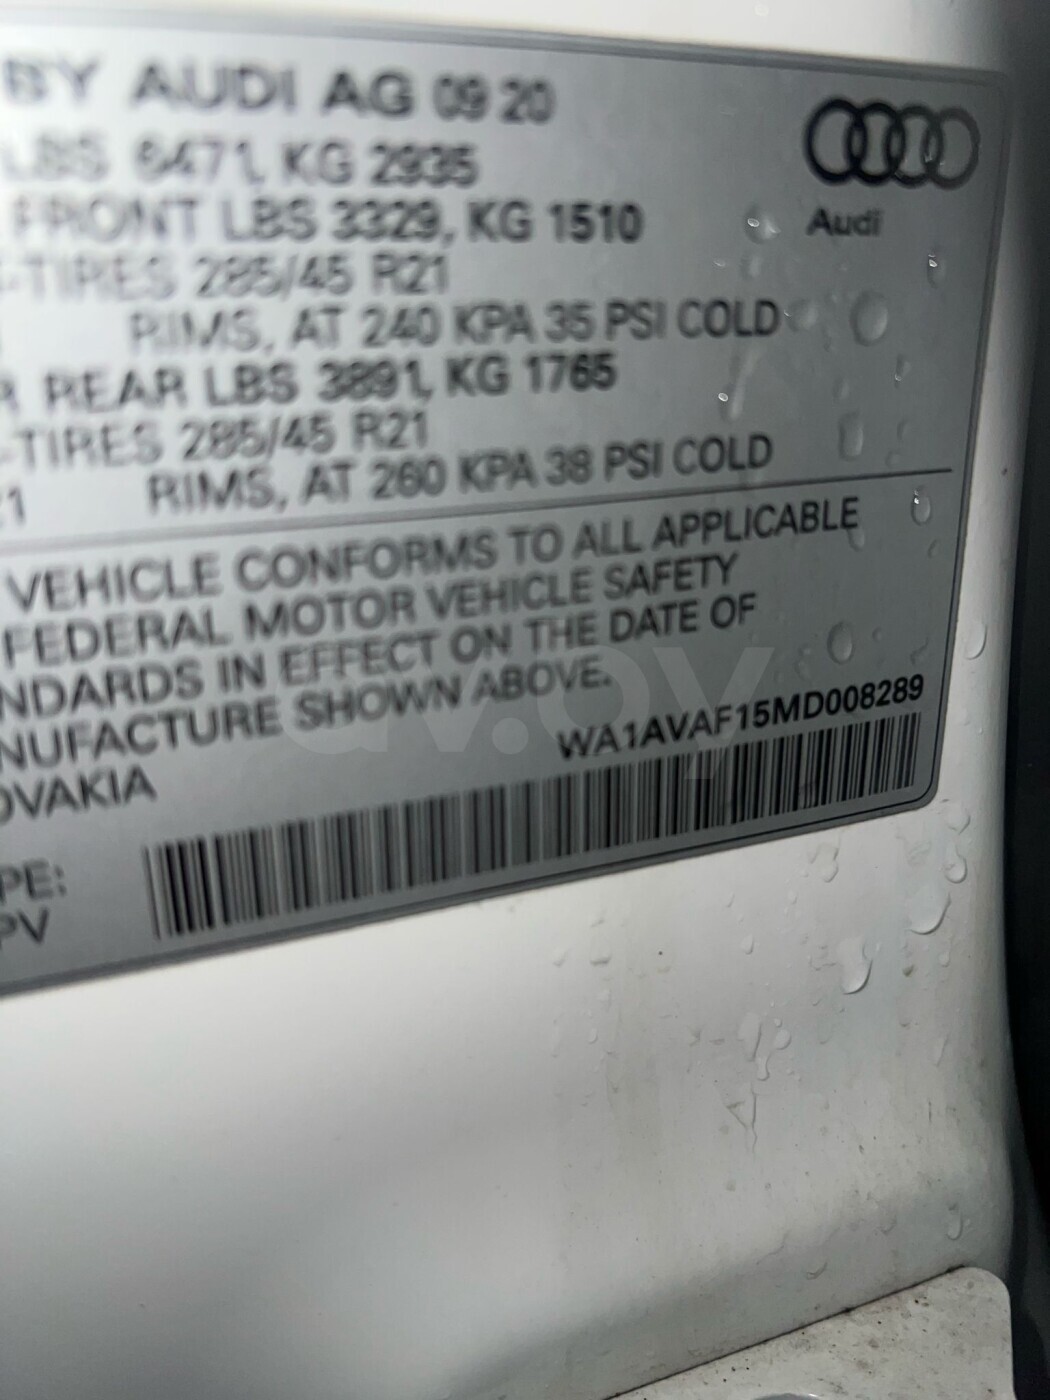 BY AUDI AG 09 20
LBS 6471, KG 2935
FRONT LBS 3329, KG 1510
-TIRES 285/45 R21
RIMS, AT 240 KPA 35 PSI COLD
R REAR LBS 3891, KG 1765
-TIRES 285/45 R21
21 RIMS, AT 260 KPA 38 PSI COLD
Audi
VEHICLE CONFORMS TO ALL APPLICABLE
FEDERAL MOTOR VEHICLE SAFETY
NDARDS IN EFFECT ON THE DATE OF
NUFACTURE SHOWN ABOVE.
OVAKIA
WA1AVAF15MD008289
PE:
PV
av.by